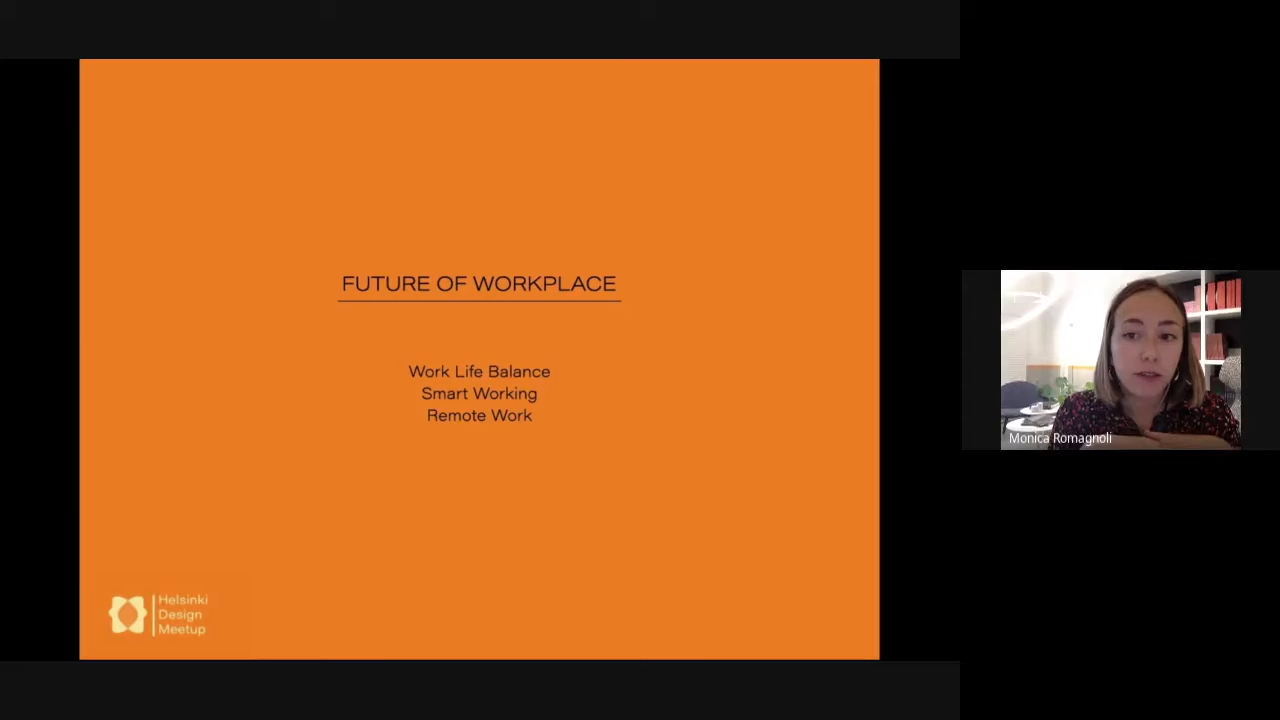 FUTURE OF WORKPLACE
Work Life Balance
Smart Working
Remote Work
Helsinki
Design
Meetup
Monica Romagnoli